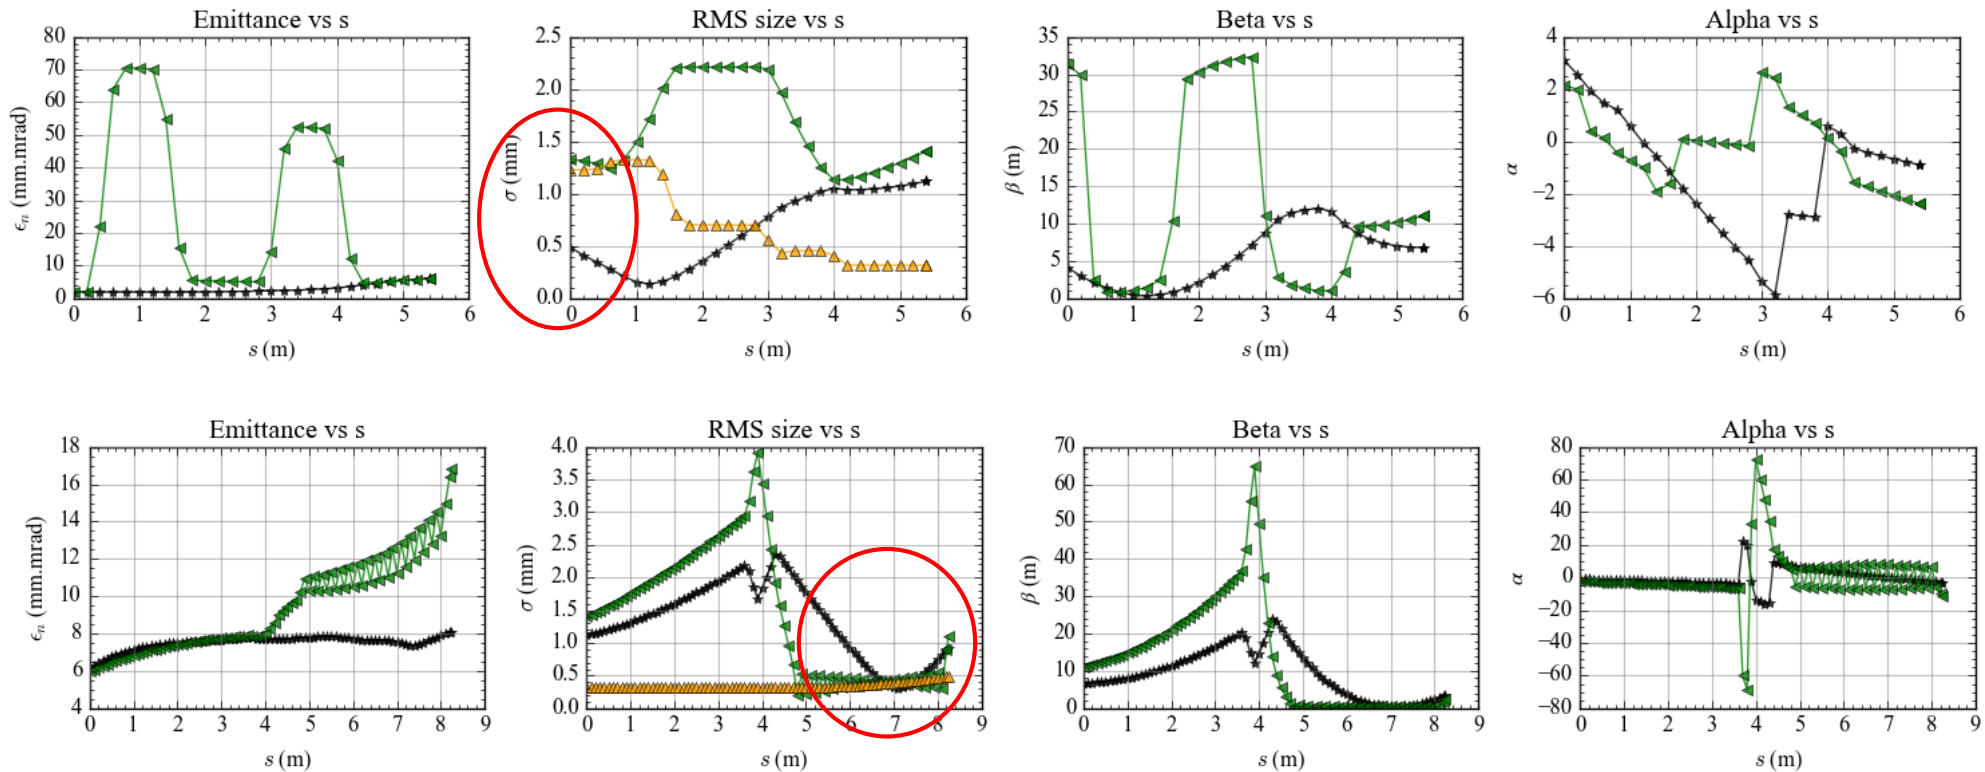 Emittance vs s
80
70
60
50
40
30
20
10
0
0 1 2 3 4 5 6
ϵn (mm.mrad)
s (m)
RMS size vs s
2.5
2.0
1.5
1.0
0.5
0.0
0 1 2 3 4 5 6
σ (mm)
s (m)
Beta vs s
35
30
25
20
15
10
5
0
0 1 2 3 4 5 6
β (m)
s (m)
Alpha vs s
4
2
0
−2
−4
−6
0 1 2 3 4 5 6
α
s (m)
Emittance vs s
18
16
14
12
10
8
6
4
0 1 2 3 4 5 6 7 8 9
ϵn (mm.mrad)
s (m)
RMS size vs s
4.0
3.5
3.0
2.5
2.0
1.5
1.0
0.5
0.0
0 1 2 3 4 5 6 7 8 9
σ (mm)
s (m)
Beta vs s
70
60
50
40
30
20
10
0
0 1 2 3 4 5 6 7 8 9
β (m)
s (m)
Alpha vs s
80
60
40
20
0
−20
−40
−60
−80
0 1 2 3 4 5 6 7 8 9
α
s (m)